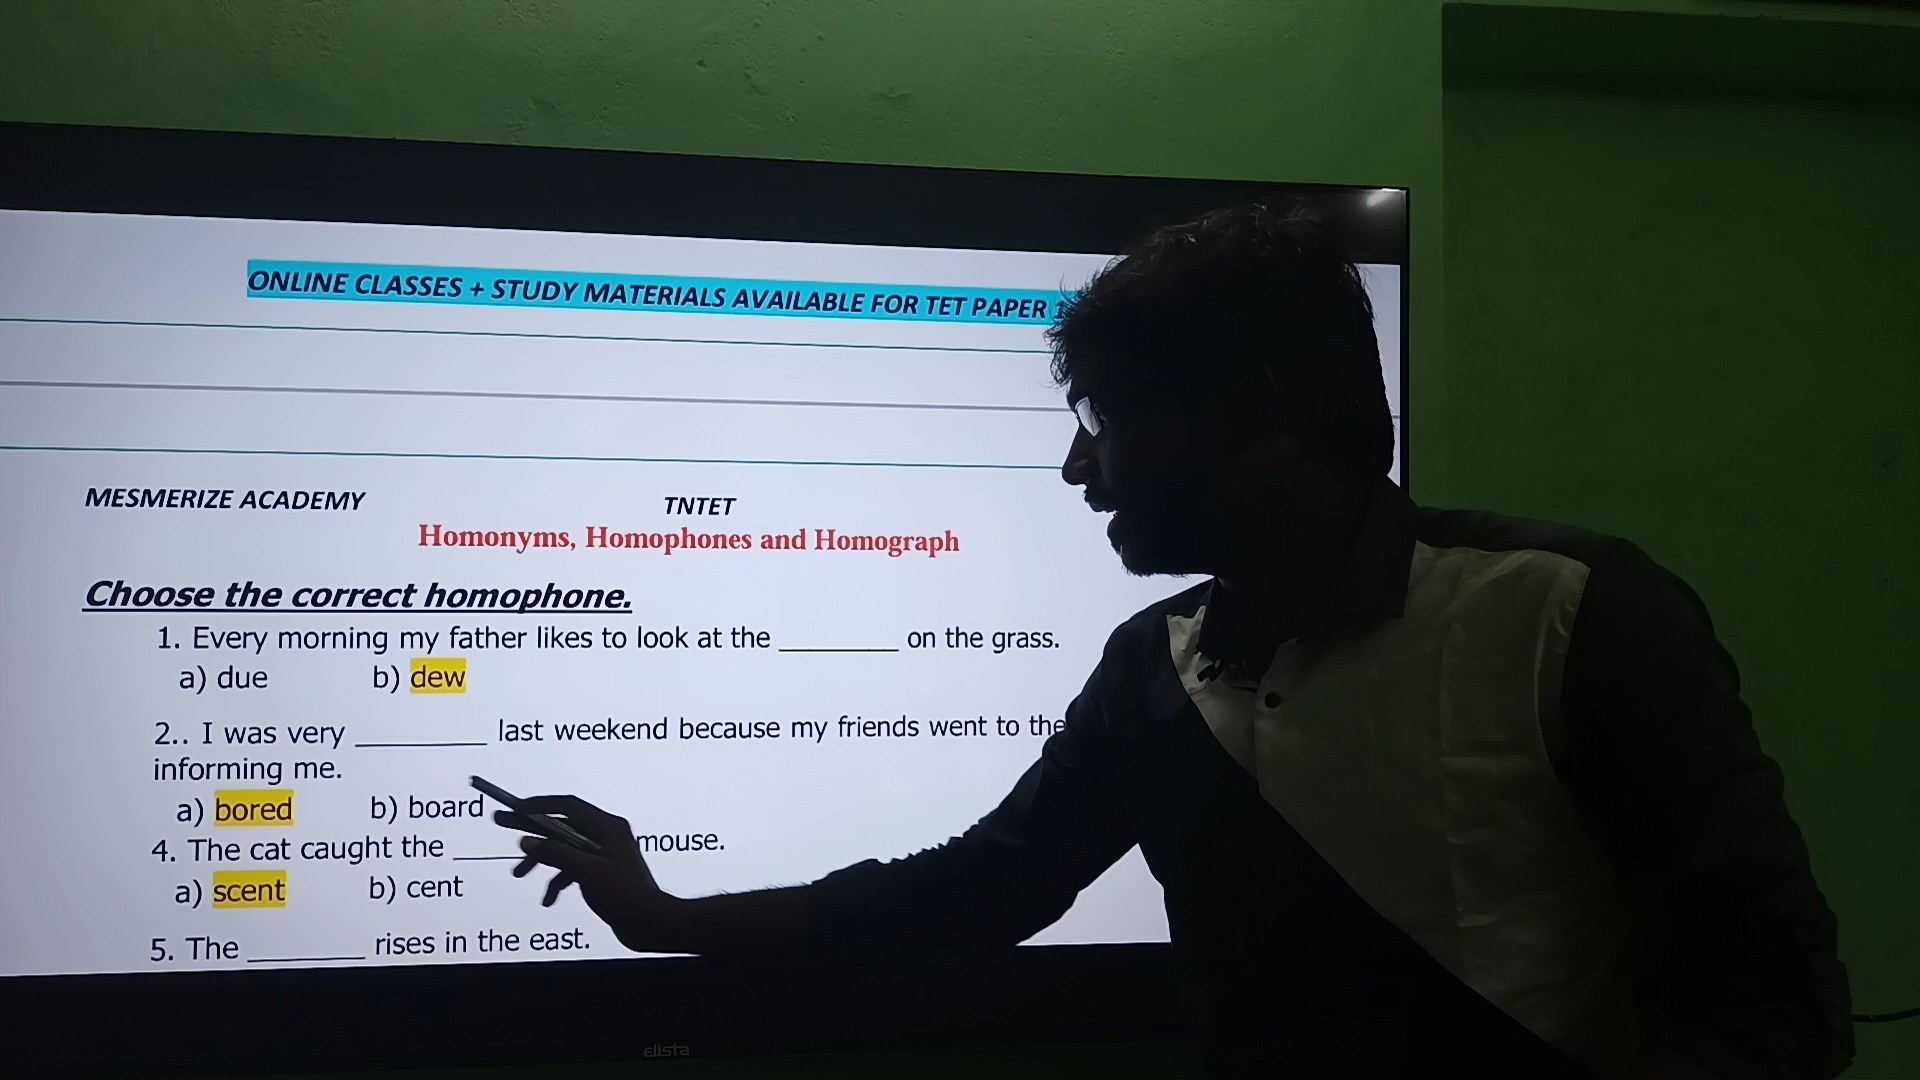 ONLINE CLASSES + STUDY MATERIALS AVAILABLE FOR TET PAPER 1
MESMERIZE ACADEMY TNTET
Homonyms, Homophones and Homograph
Choose the correct homophone.
1. Every morning my father likes to look at the ________ on the grass.
a) due b) dew
2.. I was very _________ last weekend because my friends went to the
informing me.
a) bored b) board
4. The cat caught the _____ mouse.
a) scent b) cent
5. The ________ rises in the east.
elista